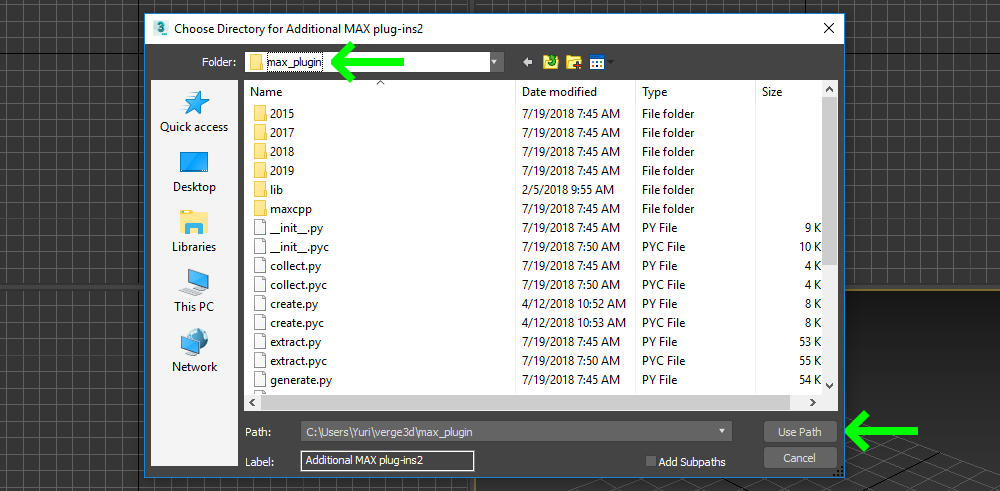 3 Choose Directory for Additional MAX plug-ins2
Folder: max_plugin
Name Date modified Type Size
Quick access
Desktop
Libraries
This PC
Network
2015 7/19/2018 7:45 AM File folder
2017 7/19/2018 7:45 AM File folder
2018 7/19/2018 7:45 AM File folder
2019 7/19/2018 7:45 AM File folder
lib 2/5/2018 9:55 AM File folder
maxcpp 7/19/2018 7:45 AM File folder
__init__.py 7/19/2018 7:45 AM PY File 9 K
__init__.pyc 7/19/2018 7:50 AM PYC File 10 K
collect.py 7/19/2018 7:45 AM PY File 4 K
collect.pyc 7/19/2018 7:50 AM PYC File 4 K
create.py 4/12/2018 10:52 AM PY File 8 K
create.pyc 4/12/2018 10:53 AM PYC File 8 K
extract.py 7/19/2018 7:45 AM PY File 53 K
extract.pyc 7/19/2018 7:50 AM PYC File 55 K
generate.py 7/19/2018 7:45 AM PY File 54 K
Path: C:\Users\Yuri\verge3d\max_plugin Use Path
Label: Additional MAX plug-ins2 Add Subpaths Cancel